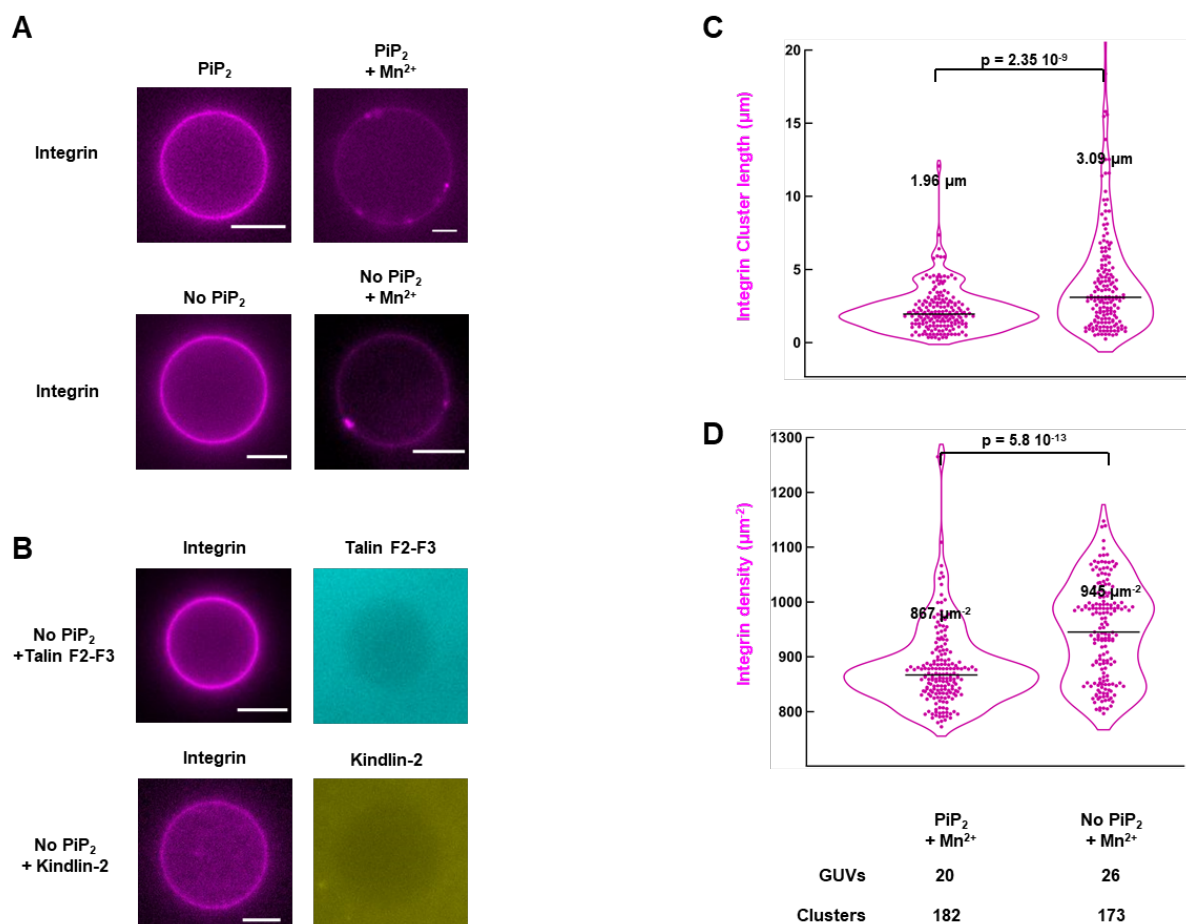 A
PiP₂
PiP₂
+ Mn²⁺
Integrin
No PiP₂
No PiP₂
+ Mn²⁺
Integrin
B
Integrin
Talin F2-F3
No PiP₂
+Talin F2-F3
Integrin
Kindlin-2
No PiP₂
+ Kindlin-2
C
Integrin Cluster length (µm)
20
15
10
5
0
p = 2.35 10⁻⁹
1.96 µm
3.09 µm
D
Integrin density (µm⁻²)
1300
1200
1100
1000
900
800
p = 5.8 10⁻¹³
867 µm⁻²
945 µm⁻²
PiP₂
+ Mn²⁺
No PiP₂
+ Mn²⁺
GUVs 20 26
Clusters 182 173